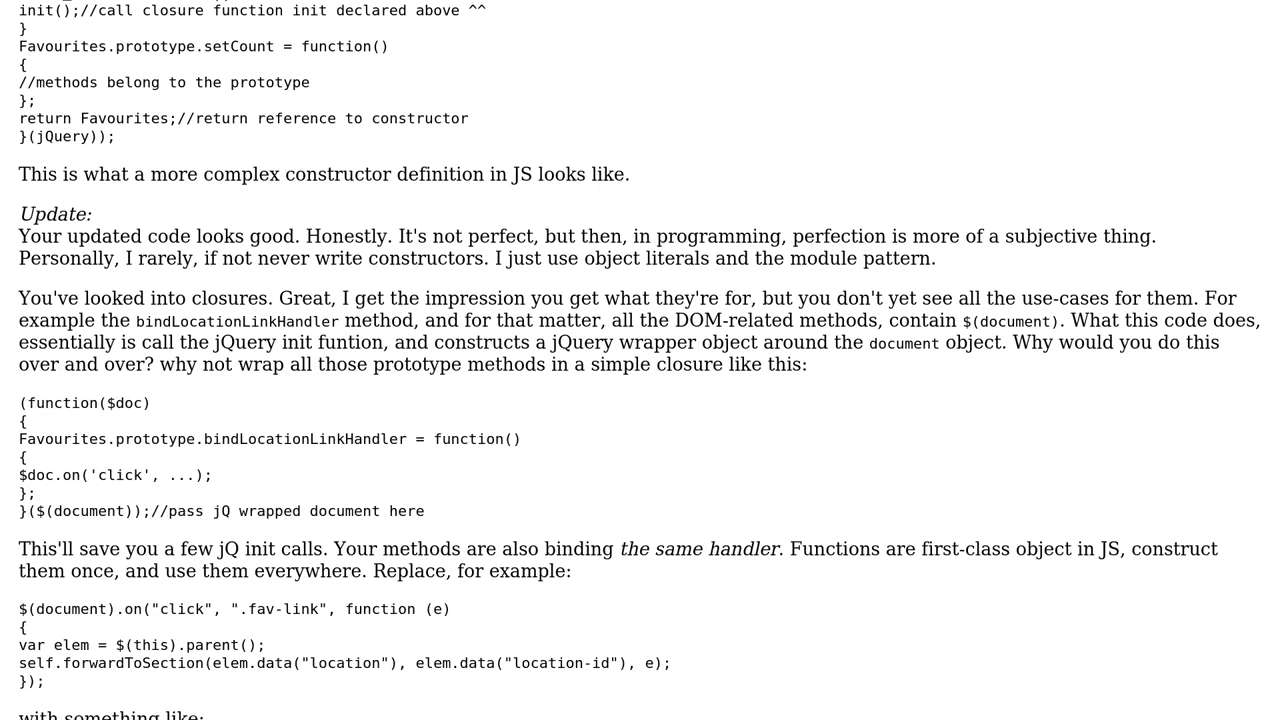 init();//call closure function init declared above ^^
}
Favourites.prototype.setCount = function()
{
//methods belong to the prototype
};
return Favourites;//return reference to constructor
}(jQuery));
This is what a more complex constructor definition in JS looks like.
Update:
Your updated code looks good. Honestly. It's not perfect, but then, in programming, perfection is more of a subjective thing.
Personally, I rarely, if not never write constructors. I just use object literals and the module pattern.
You've looked into closures. Great, I get the impression you get what they're for, but you don't yet see all the use-cases for them. For
example the bindLocationLinkHandler method, and for that matter, all the DOM-related methods, contain $(document). What this code does,
essentially is call the jQuery init funtion, and constructs a jQuery wrapper object around the document object. Why would you do this
over and over? why not wrap all those prototype methods in a simple closure like this:
(function($doc)
{
Favourites.prototype.bindLocationLinkHandler = function()
{
$doc.on('click', ...);
};
}($(document));//pass jQ wrapped document here
This'll save you a few jQ init calls. Your methods are also binding the same handler. Functions are first-class object in JS, construct
them once, and use them everywhere. Replace, for example:
$(document).on("click", ".fav-link", function (e)
{
var elem = $(this).parent();
self.forwardToSection(elem.data("location"), elem.data("location-id"), e);
});
with something like: